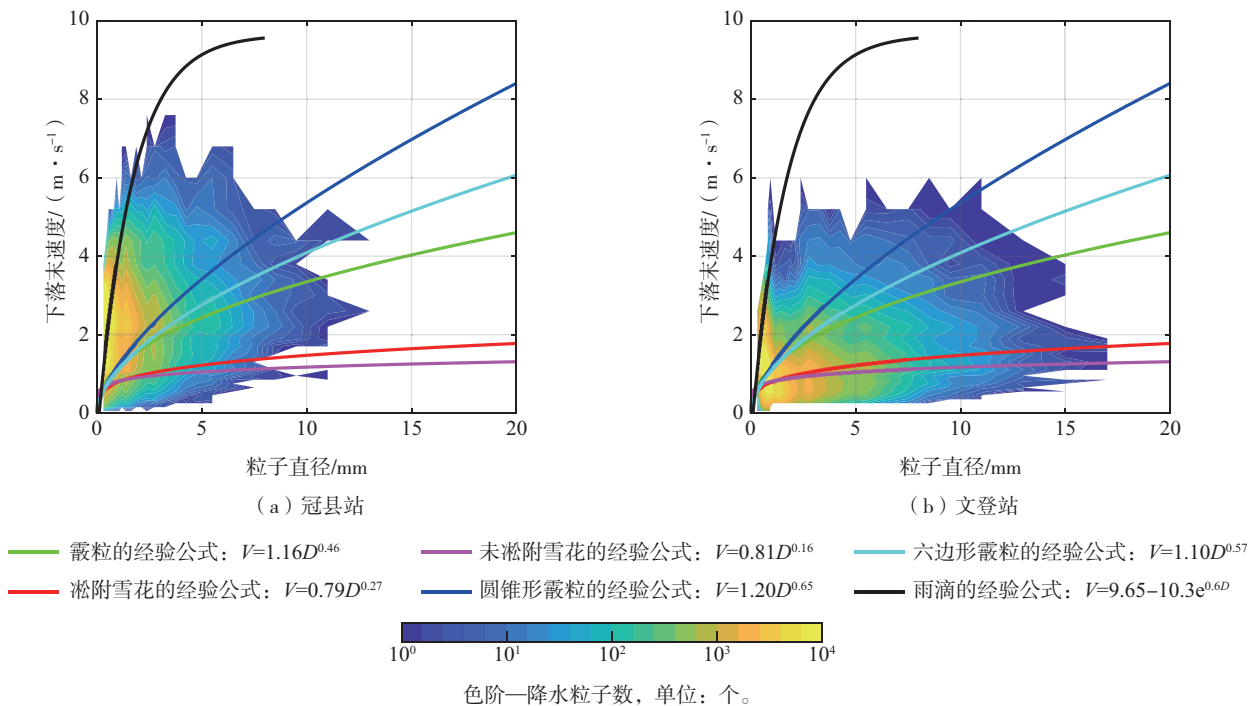 10
8
6
4
2
0
下落末速度/（m·s⁻¹）
0 5 10 15 20
粒子直径/mm
（a）冠县站
10
8
6
4
2
0
下落末速度/（m·s⁻¹）
0 5 10 15 20
粒子直径/mm
（b）文登站
霰粒的经验公式：V=1.16D^0.46 未凇附雪花的经验公式：V=0.81D^0.16 六边形霰粒的经验公式：V=1.10D^0.57
凇附雪花的经验公式：V=0.79D^0.27 圆锥形霰粒的经验公式：V=1.20D^0.65 雨滴的经验公式：V=9.65−10.3e^0.6D
10⁰ 10¹ 10² 10³ 10⁴
色阶—降水粒子数，单位：个。